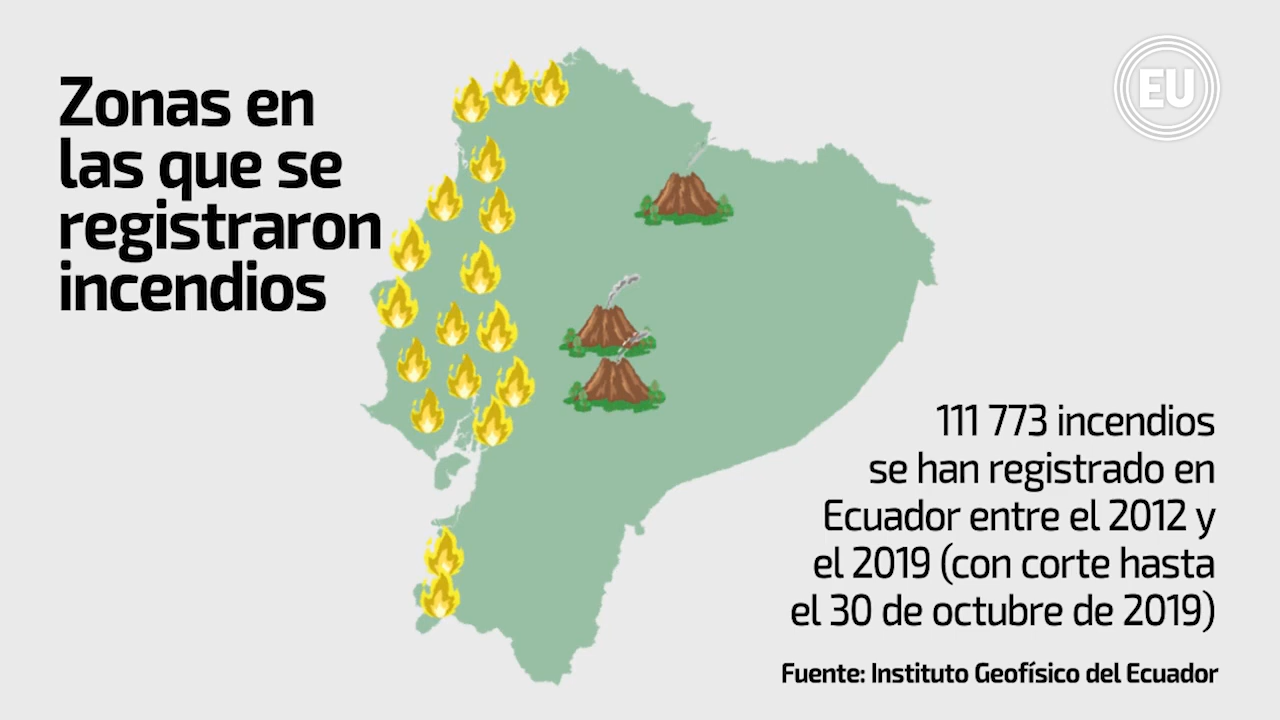 Zonas en
las que se
registraron
incendios
EU
111 773 incendios
se han registrado en
Ecuador entre el 2012 y
el 2019 (con corte hasta
el 30 de octubre de 2019)
Fuente: Instituto Geofísico del Ecuador